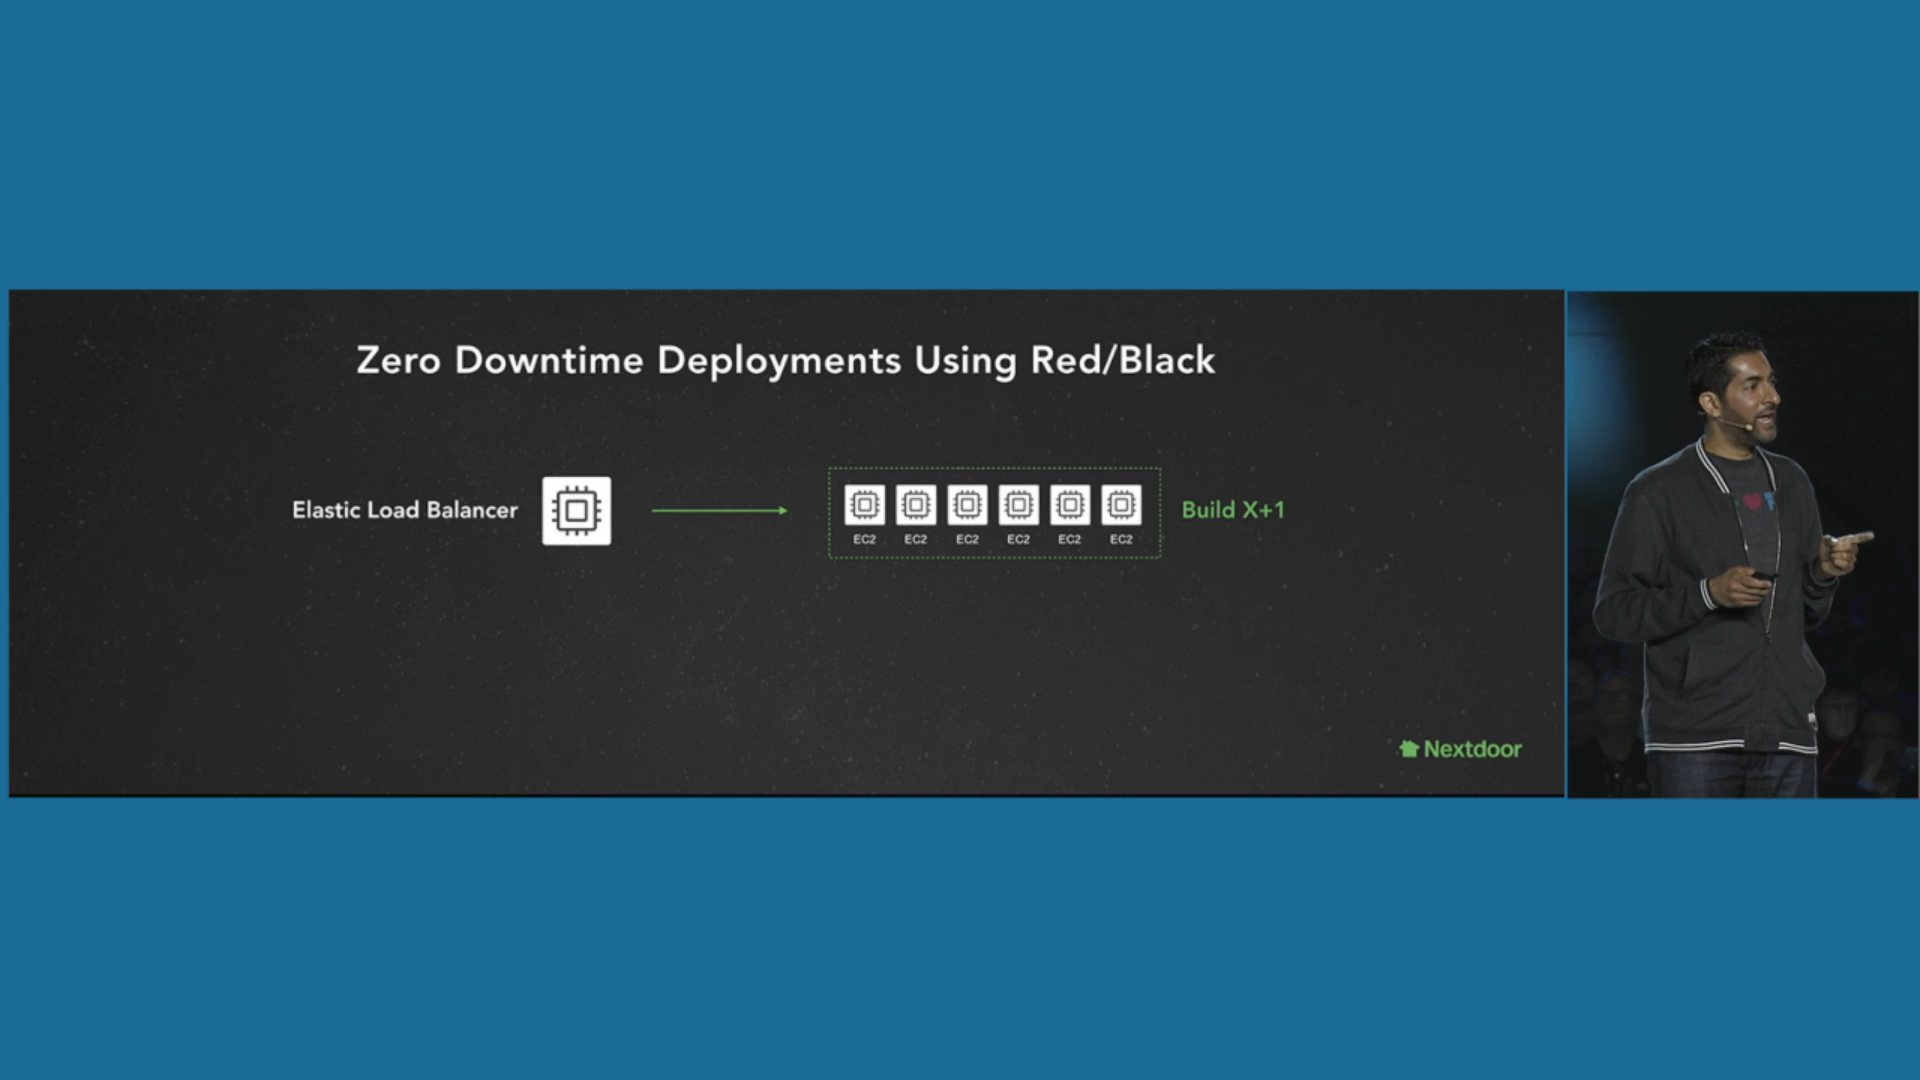 Zero Downtime Deployments Using Red/Black
Elastic Load Balancer
EC2 EC2 EC2 EC2 EC2 EC2
Build X+1
Nextdoor